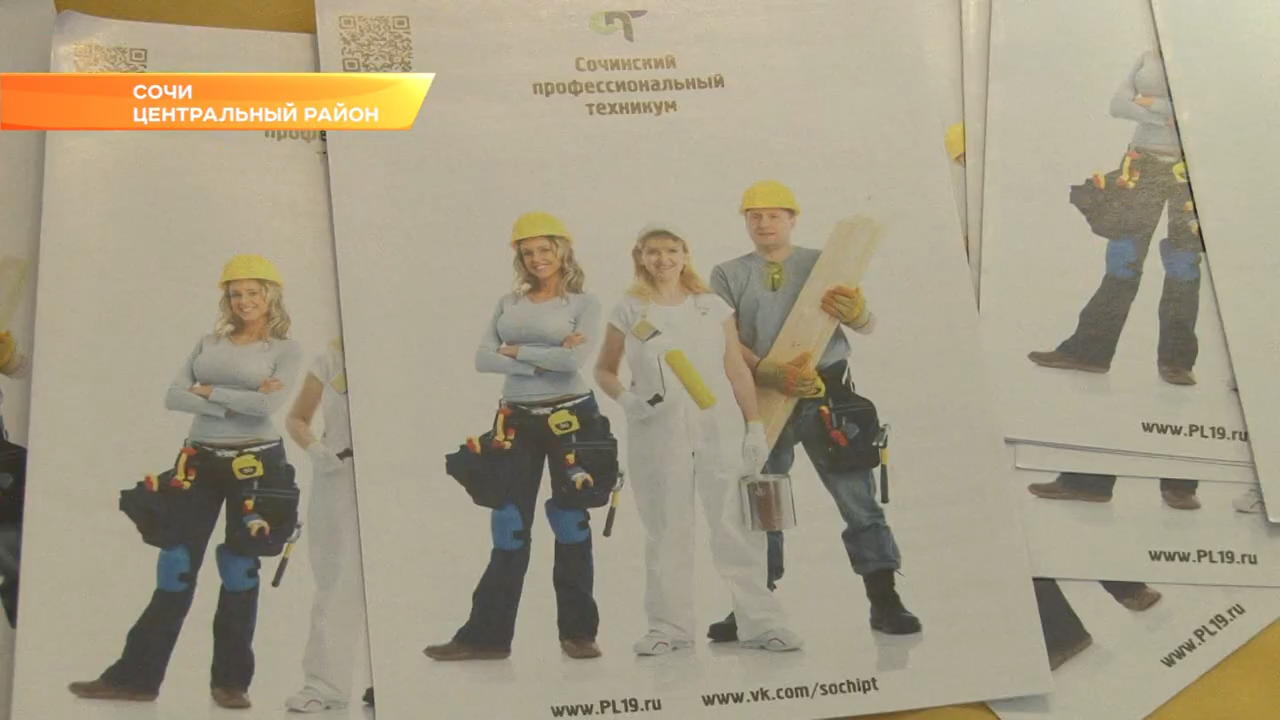 СОЧИ
ЦЕНТРАЛЬНЫЙ РАЙОН
Сочинский
профессиональный
техникум
www.PL19.ru
www.vk.com/sochipt
www.PL19.ru
www.PL19.ru
www.PL19.ru